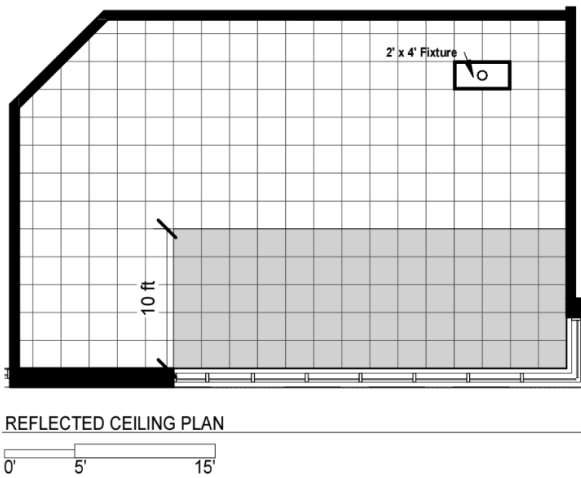 2' x 4' Fixture
10 ft
REFLECTED CEILING PLAN
0' 5' 15'